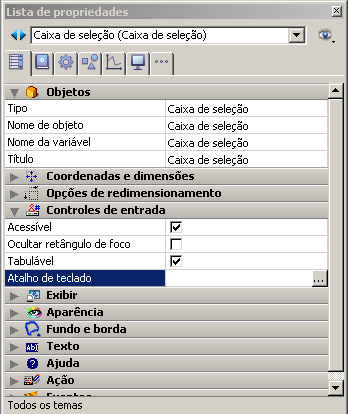 Lista de propriedades
Caixa de seleção (Caixa de seleção)
Objetos
Tipo Caixa de seleção
Nome de objeto Caixa de seleção
Nome da variável Caixa de seleção
Título Caixa de seleção
Coordenadas e dimensões
Opções de redimensionamento
Controles de entrada
Acessível
Ocultar retângulo de foco
Tabulável
Atalho de teclado ...
Exibir
Aparência
Fundo e borda
Texto
Ajuda
Ação
Todos os temas